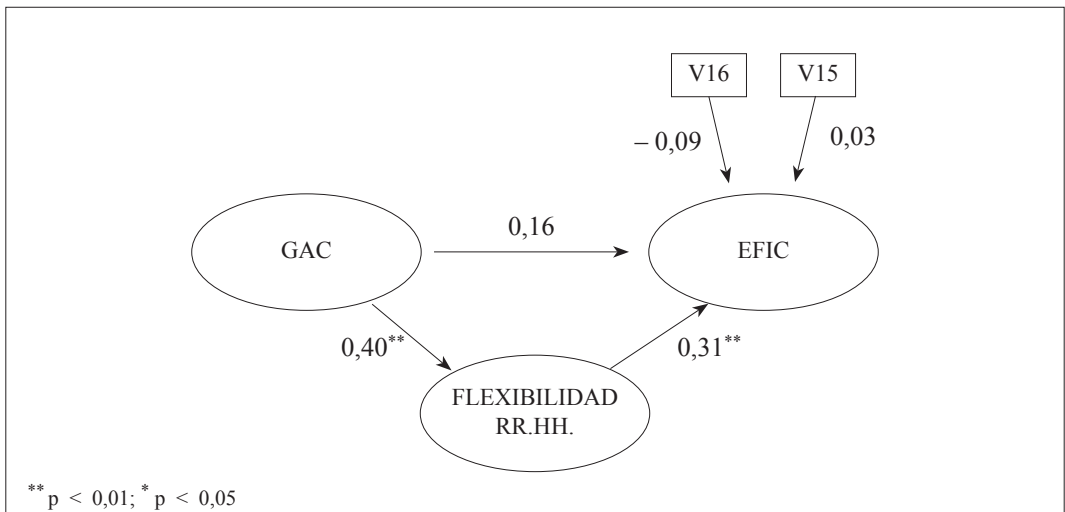 V16 V15
– 0,09 0,03
0,16
GAC EFIC
0,40** 0,31**
FLEXIBILIDAD
RR.HH.
** p < 0,01; * p < 0,05